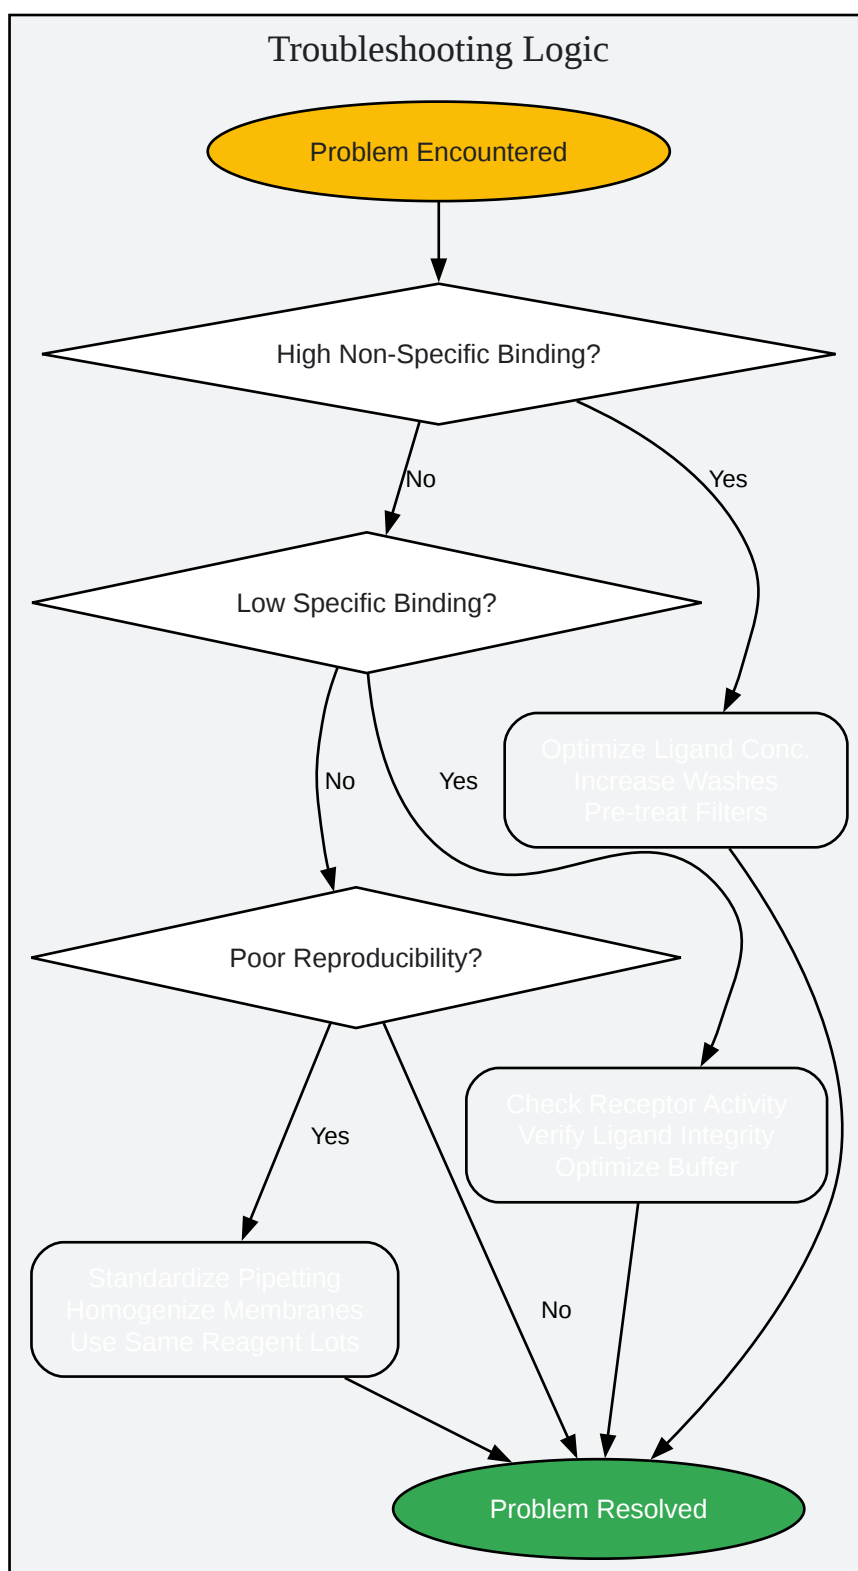 Troubleshooting Logic
Problem Encountered
High Non-Specific Binding?
No
Yes
Low Specific Binding?
Optimize Ligand Conc.
Increase Washes
Pre-treat Filters
No
Yes
Poor Reproducibility?
Check Receptor Activity
Verify Ligand Integrity
Optimize Buffer
Yes
Standardize Pipetting
Homogenize Membranes
Use Same Reagent Lots
No
Problem Resolved